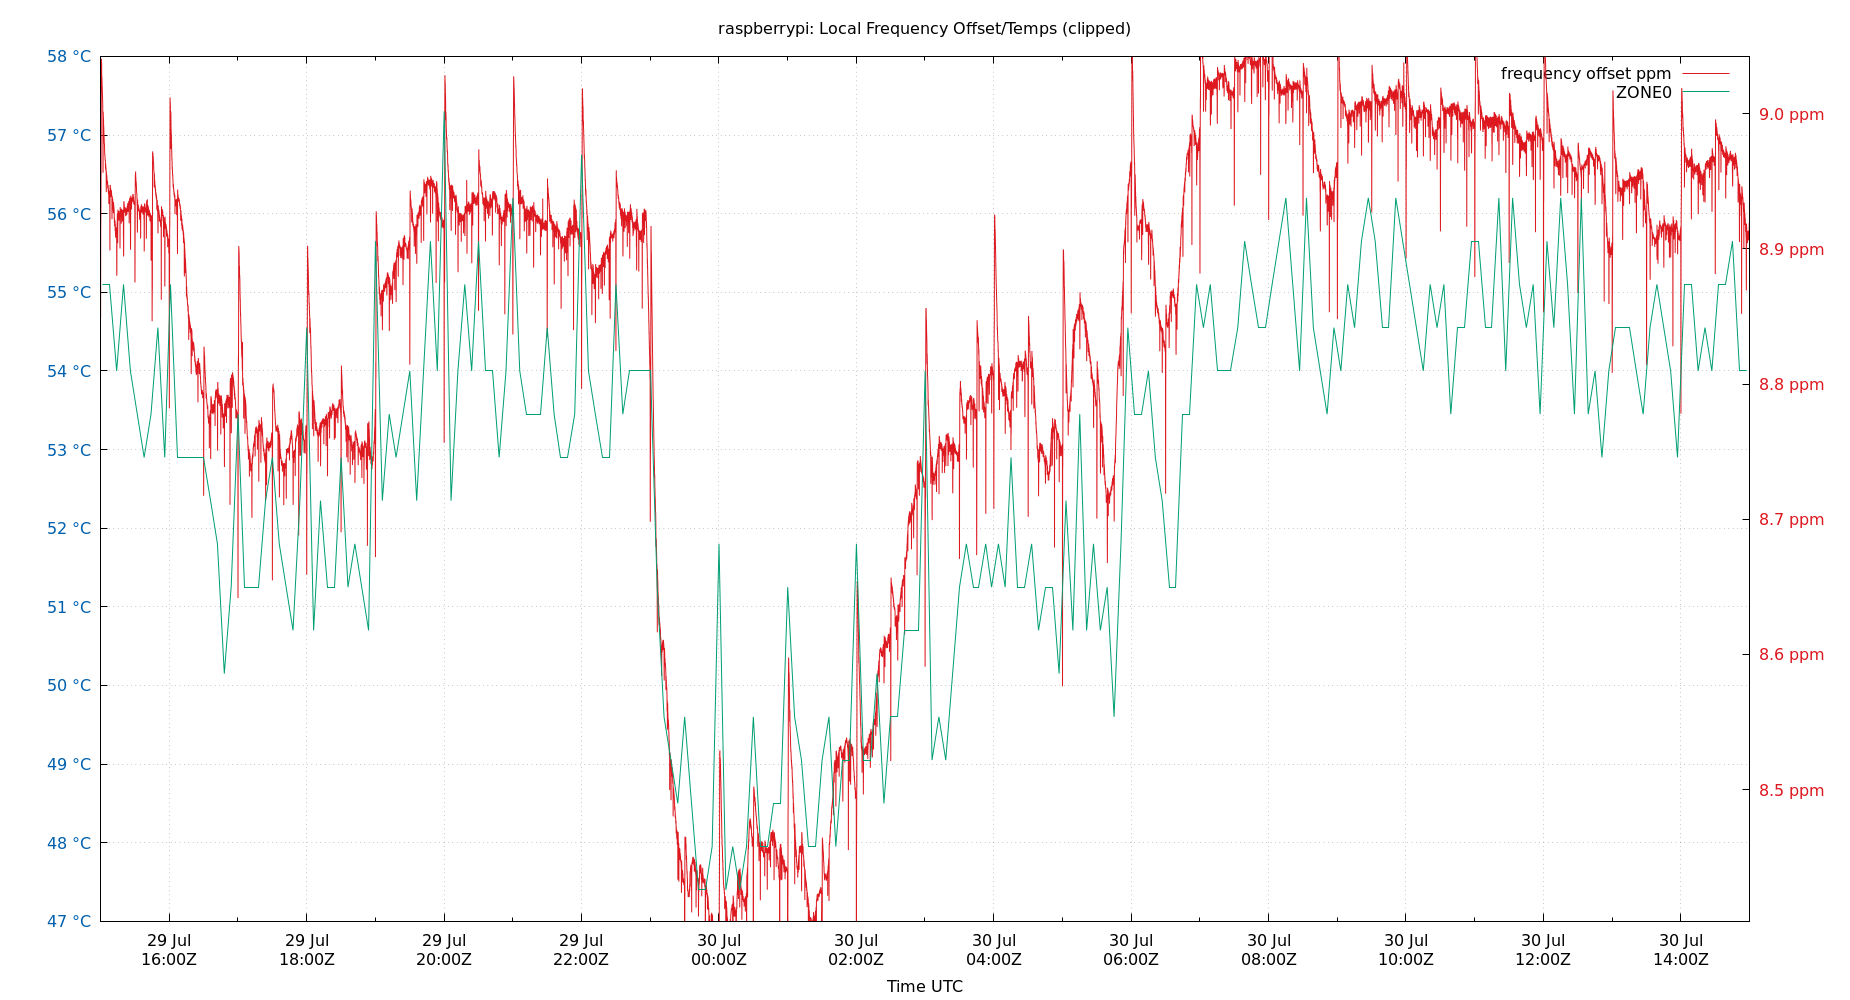 raspberrypi: Local Frequency Offset/Temps (clipped)
frequency offset ppm
ZONE0
58 °C
57 °C
56 °C
55 °C
54 °C
53 °C
52 °C
51 °C
50 °C
49 °C
48 °C
47 °C
9.0 ppm
8.9 ppm
8.8 ppm
8.7 ppm
8.6 ppm
8.5 ppm
29 Jul
16:00Z
29 Jul
18:00Z
29 Jul
20:00Z
29 Jul
22:00Z
30 Jul
00:00Z
30 Jul
02:00Z
30 Jul
04:00Z
30 Jul
06:00Z
30 Jul
08:00Z
30 Jul
10:00Z
30 Jul
12:00Z
30 Jul
14:00Z
Time UTC